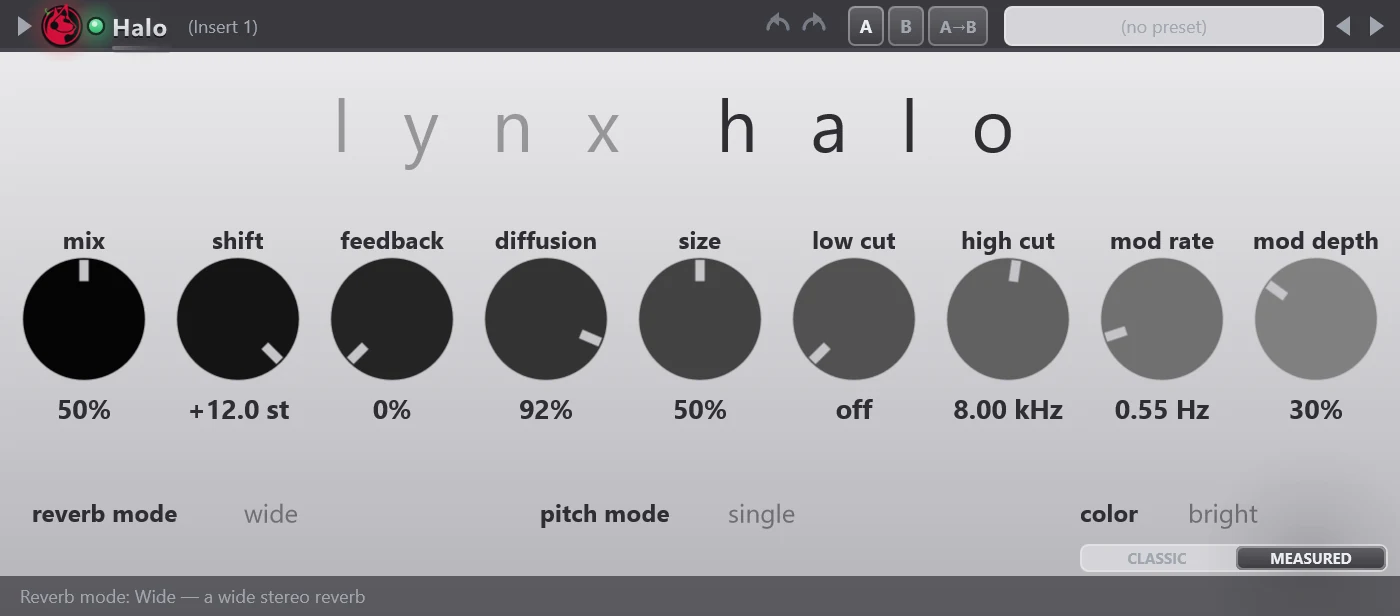 Halo (Insert 1) A B A→B (no preset)
lynx halo
mix shift feedback diffusion size low cut high cut mod rate mod depth
50% +12.0 st 0% 92% 50% off 8.00 kHz 0.55 Hz 30%
reverb mode wide pitch mode single color bright
CLASSIC MEASURED
Reverb mode: Wide — a wide stereo reverb